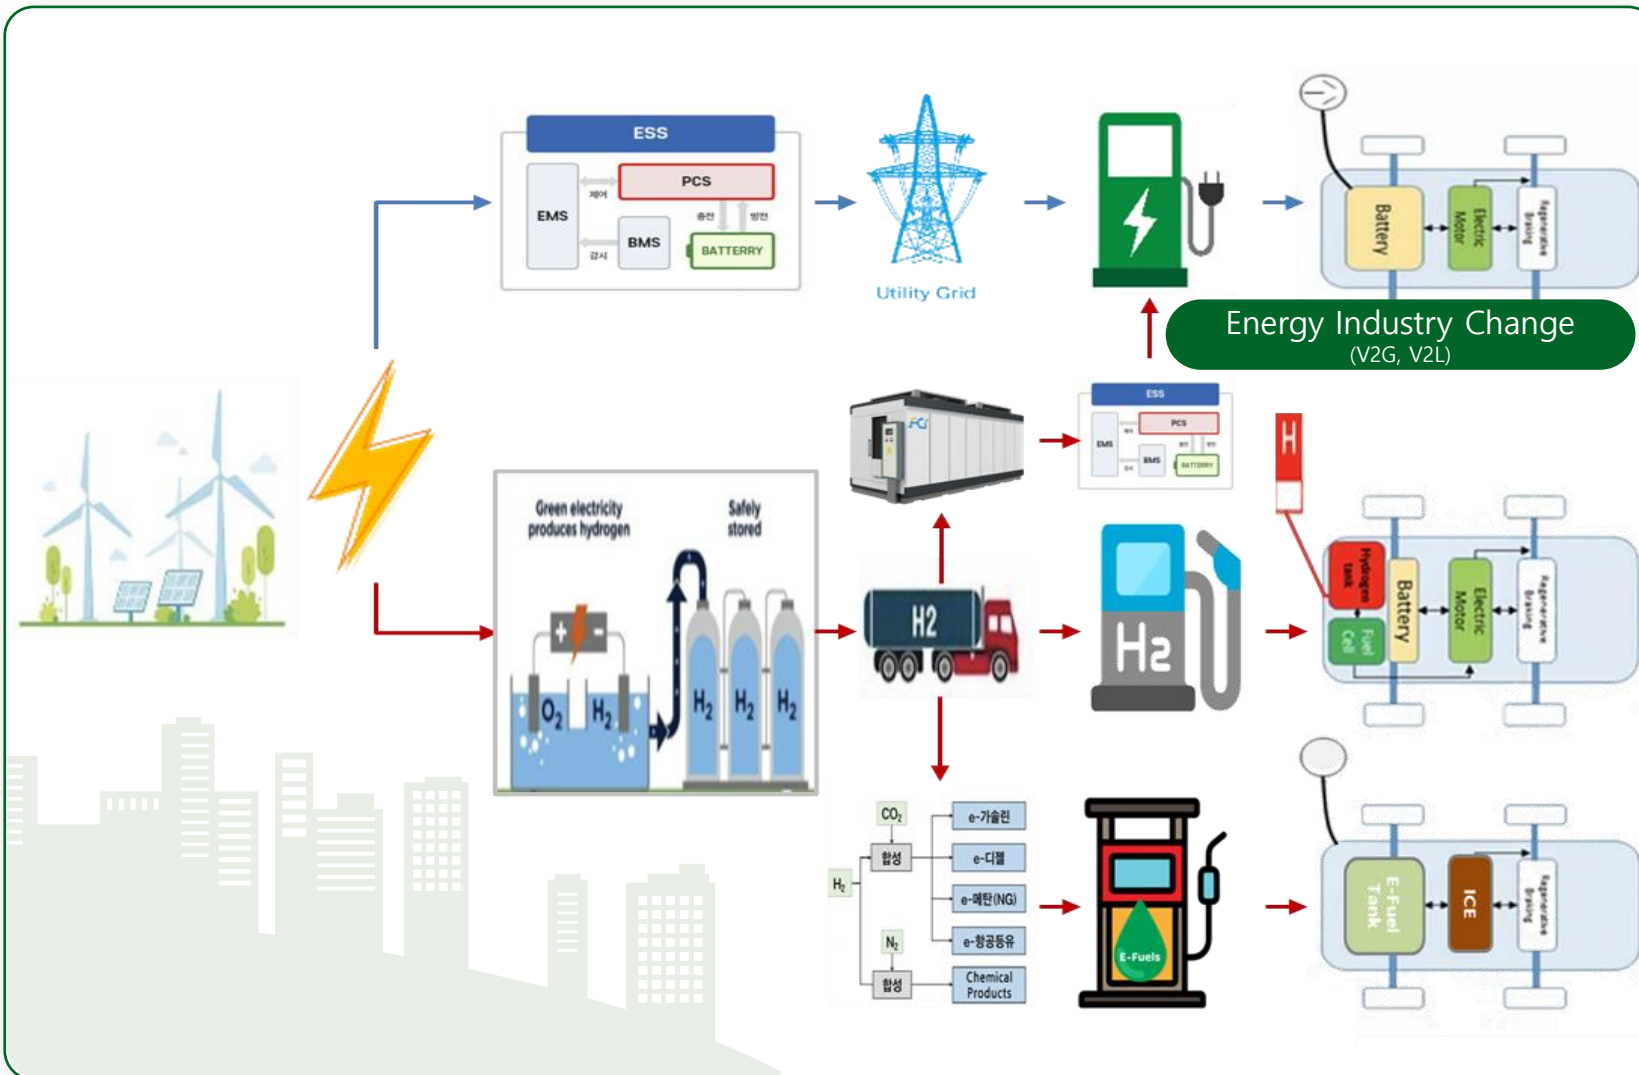 ESS
PCS
EMS
제어
충전
방전
BMS
BATTERRY
감시
Utility Grid
Battery
Electric
Motor
Ragenerative
Braking
Energy Industry Change
(V2G, V2L)
ESS
PCS
EMS
BMS
BATTERRY
H
Green electricity
produces hydrogen
Safely
stored
+ -
O₂
H₂
H₂
H₂
H₂
H2
H₂
Hydrogen
tank
Fuel
Cell
Battery
Electric
Motor
Ragenerative
Braking
CO₂
e-가솔린
합성
e-디젤
H₂
e-메탄(NG)
N₂
e-항공등유
합성
Chemical
Products
E-Fuels
E-Fuel
Tank
ICE
Ragenerative
Braking